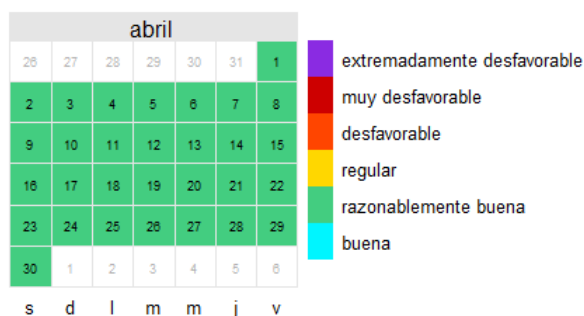 abril
26 27 28 29 30 31 1
2 3 4 5 6 7 8
9 10 11 12 13 14 15
16 17 18 19 20 21 22
23 24 25 26 27 28 29
30 1 2 3 4 5 6
s d l m m j v
extremadamente desfavorable
muy desfavorable
desfavorable
regular
razonablemente buena
buena